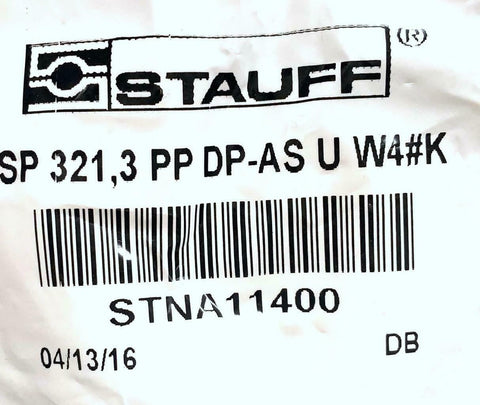 STAUFF ®
SP 321,3 PP DP-AS U W4#K
STNA11400
04/13/16 DB